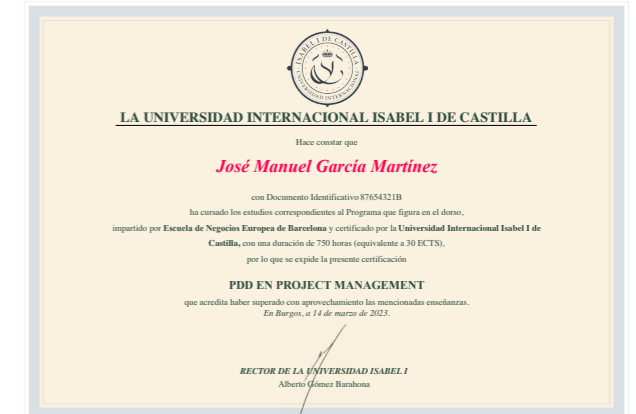 ISABEL I DE CASTILLA
UNIVERSIDAD INTERNACIONAL
LA UNIVERSIDAD INTERNACIONAL ISABEL I DE CASTILLA
Hace constar que
José Manuel García Martínez
con Documento Identificativo 87654321B
ha cursado los estudios correspondientes al Programa que figura en el dorso,
impartido por Escuela de Negocios Europea de Barcelona y certificado por la Universidad Internacional Isabel I de
Castilla, con una duración de 750 horas (equivalente a 30 ECTS),
por lo que se expide la presente certificación
PDD EN PROJECT MANAGEMENT
que acredita haber superado con aprovechamiento las mencionadas enseñanzas.
En Burgos, a 14 de marzo de 2023.
RECTOR DE LA UNIVERSIDAD ISABEL I
Alberto Gómez Barahona